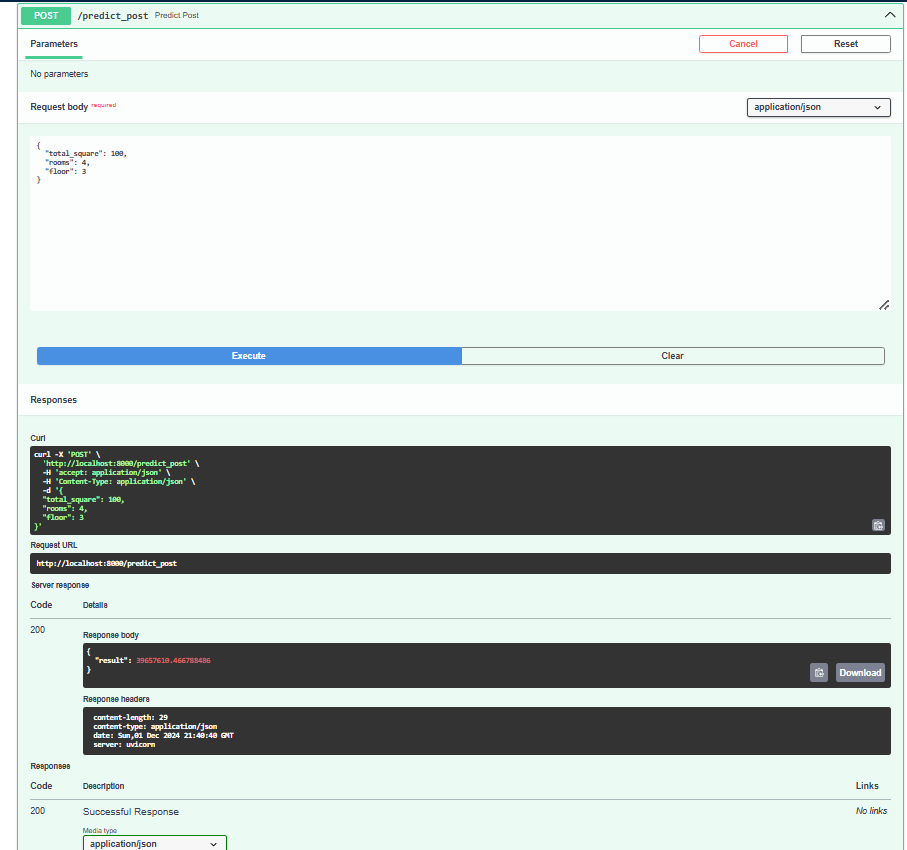 POST /predict_post Predict Post
Parameters
Cancel
Reset
No parameters
Request body required
application/json
{
"total_square": 100,
"rooms": 4,
"floor": 3
}
Execute
Clear
Responses
Curl
curl -X 'POST' \
'http://localhost:8000/predict_post' \
-H 'accept: application/json' \
-H 'Content-Type: application/json' \
-d '{
"total_square": 100,
"rooms": 4,
"floor": 3
}'
Request URL
http://localhost:8000/predict_post
Server response
Code Details
200
Response body
{
"result": 39657610.466788486
}
Download
Response headers
content-length: 29
content-type: application/json
date: Sun,01 Dec 2024 21:40:40 GMT
server: uvicorn
Responses
Code Description Links
200 Successful Response No links
Media type
application/json